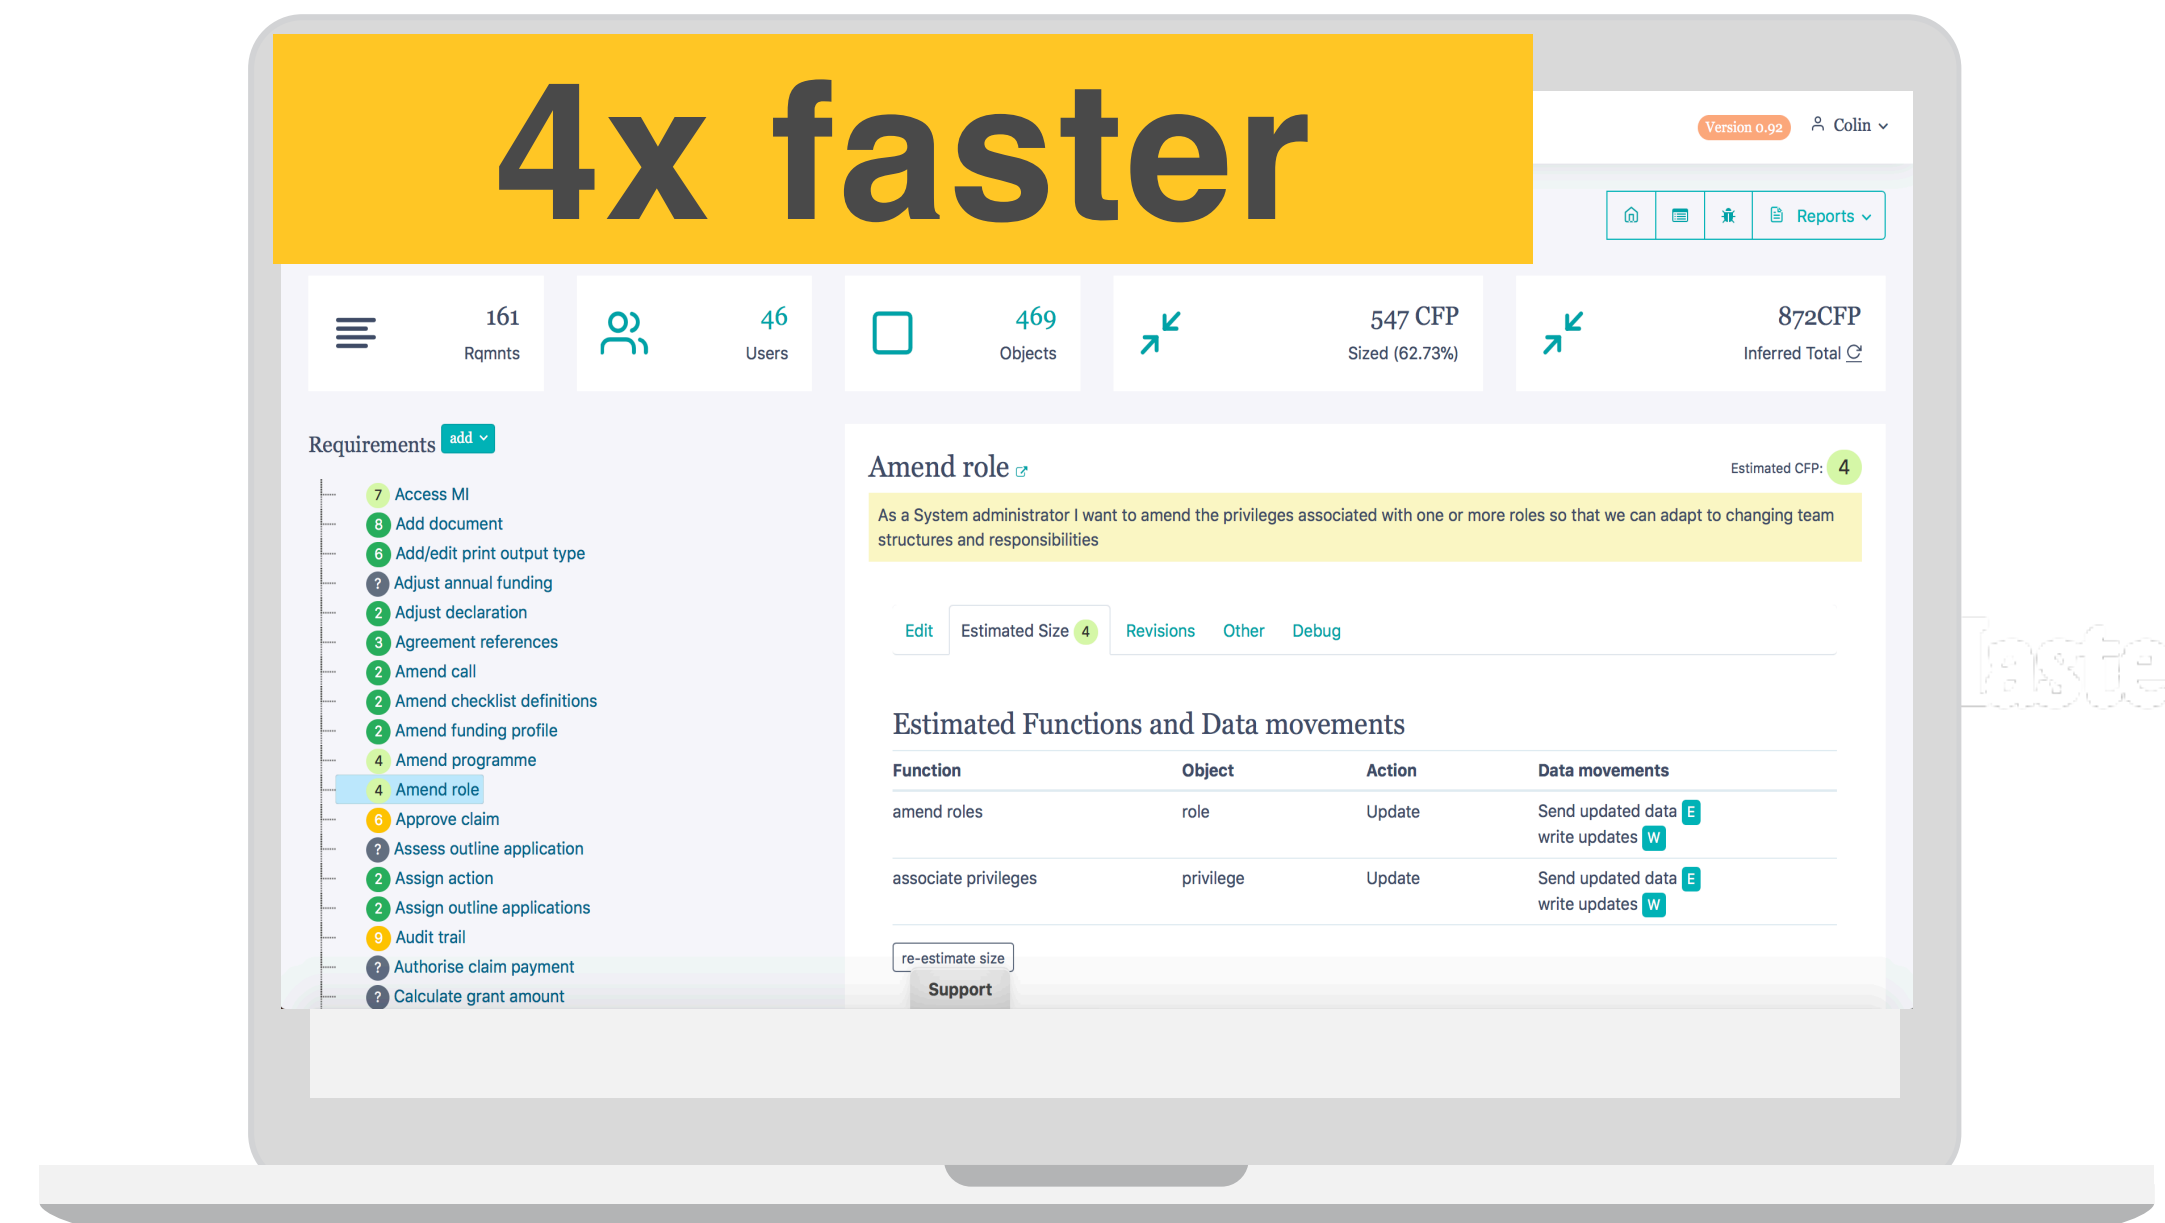 4x faster
Version 0.92
Colin
Reports
161
Rqmnts
46
Users
469
Objects
547 CFP
Sized (62.73%)
872CFP
Inferred Total
Requirements
add
7 Access MI
8 Add document
6 Add/edit print output type
? Adjust annual funding
2 Adjust declaration
3 Agreement references
2 Amend call
2 Amend checklist definitions
2 Amend funding profile
4 Amend programme
4 Amend role
6 Approve claim
? Assess outline application
2 Assign action
2 Assign outline applications
9 Audit trail
? Authorise claim payment
? Calculate grant amount
Amend role
Estimated CFP: 4
As a System administrator I want to amend the privileges associated with one or more roles so that we can adapt to changing team
structures and responsibilities
Edit
Estimated Size 4
Revisions
Other
Debug
Estimated Functions and Data movements
Function Object Action Data movements
amend roles role Update Send updated data E
write updates W
associate privileges privilege Update Send updated data E
write updates W
re-estimate size
Support